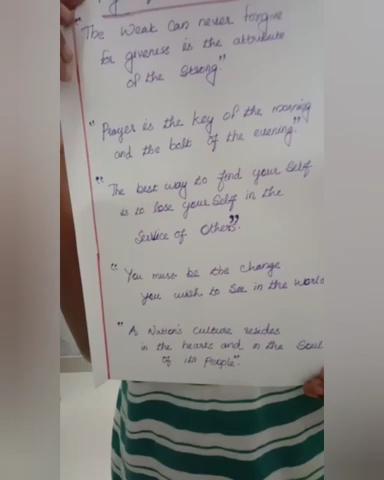 "The Weak Can never forgive
forgiveness is the attribute
of the Strong"
"Prayer is the key of the morning
and the bolt of the evening."
"The best way to find your Self
is to lose your Self in the
Service of Others".
"You must be the change
you wish to See in the world
"A Nation's culture resides
in the hearts and in the Soul
of its people".